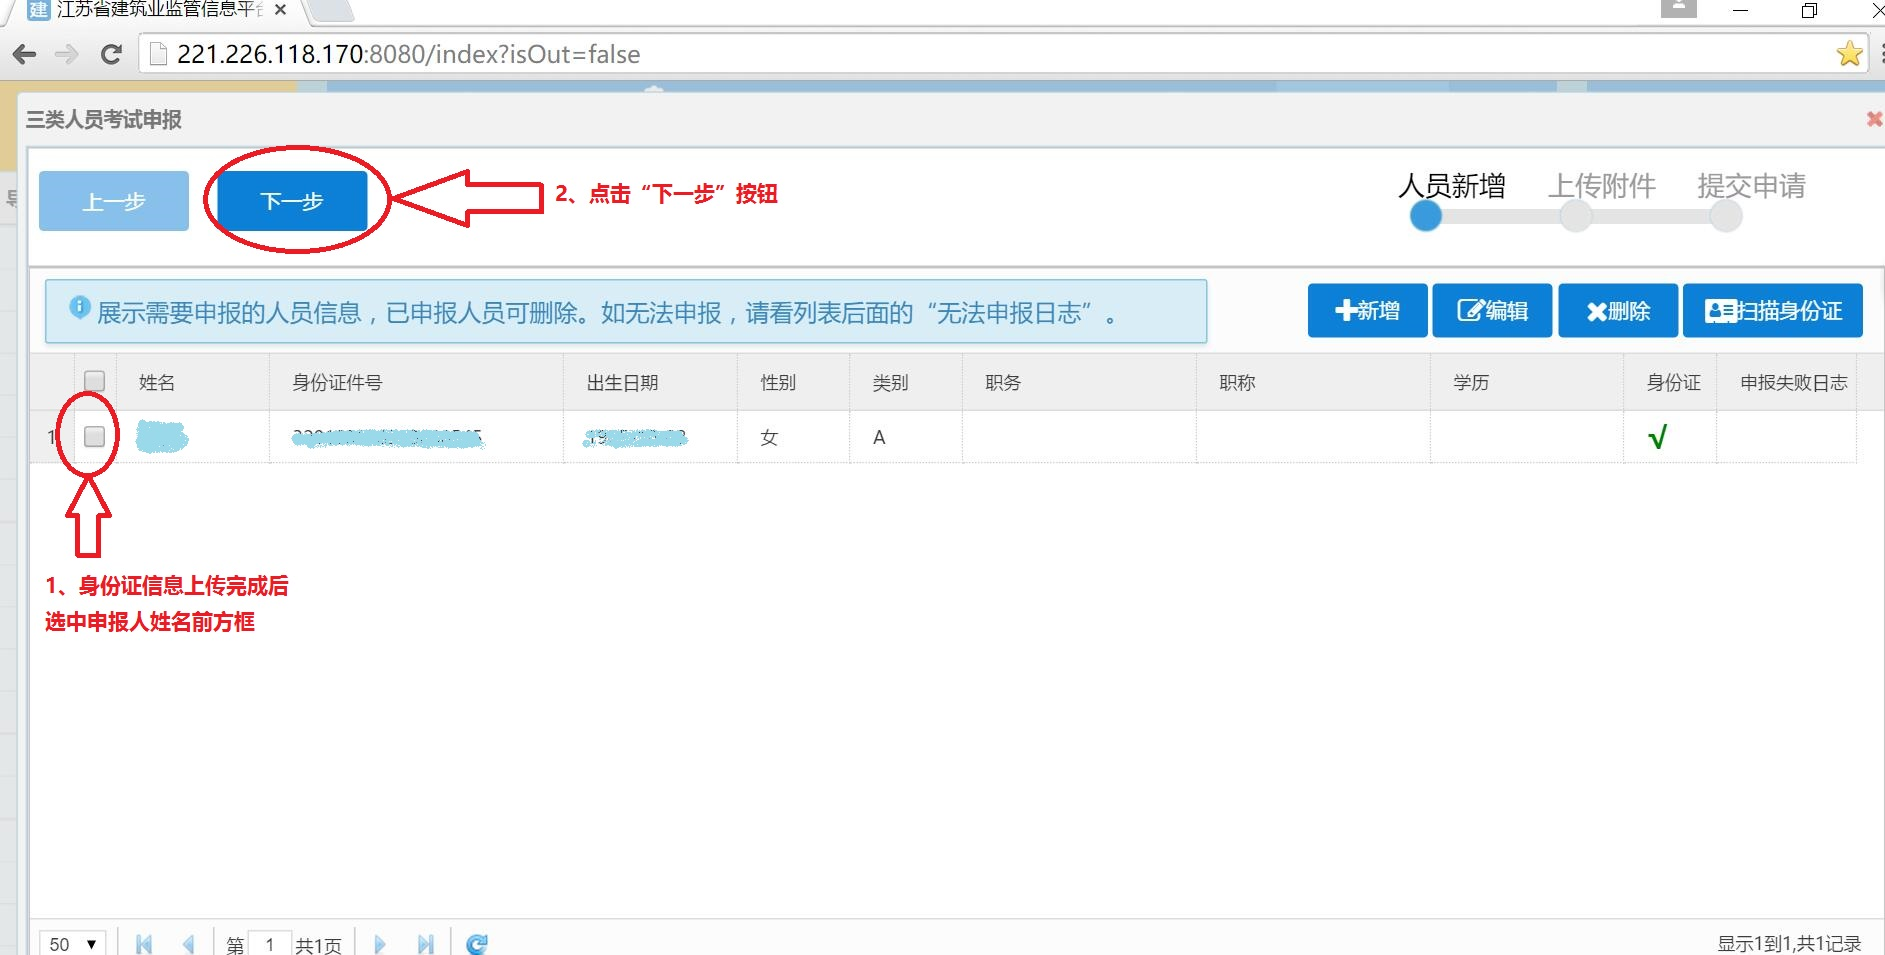 建 江苏省建筑业监管信息平台
221.226.118.170:8080/index?isOut=false
三类人员考试申报
上一步 下一步 2、点击“下一步”按钮
人员新增 上传附件 提交申请
展示需要申报的人员信息，已申报人员可删除。如无法申报，请看列表后面的“无法申报日志”。
新增 编辑 删除 扫描身份证
姓名 身份证件号 出生日期 性别 类别 职务 职称 学历 身份证 申报失败日志
1 女 A √
1、身份证信息上传完成后
选中申报人姓名前方框
50 第 1 共1页 显示1到1,共1记录